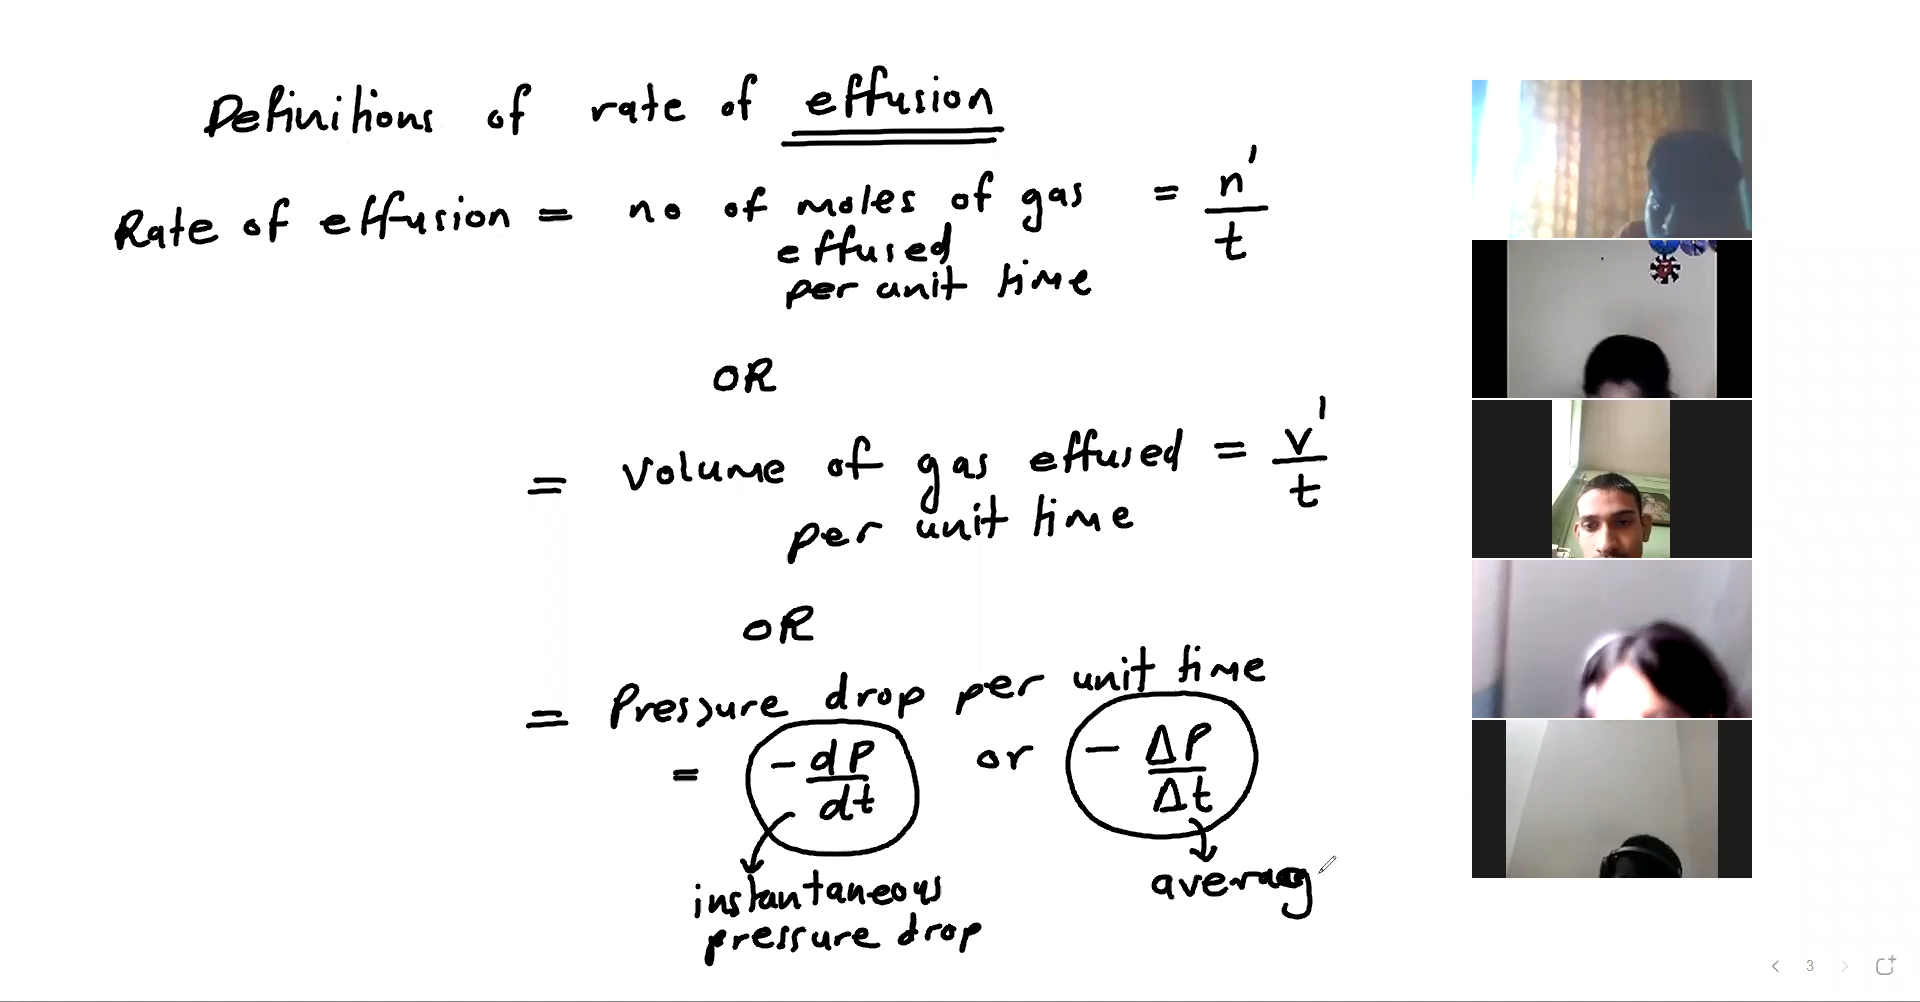 Definitions of rate of effusion
Rate of effusion = no of moles of gas = n'/t
effused
per unit time
OR
= Volume of gas effused = v'/t
per unit time
OR
= Pressure drop per unit time
= -dP/dt or -ΔP/Δt
instantaneous
pressure drop
averag
3